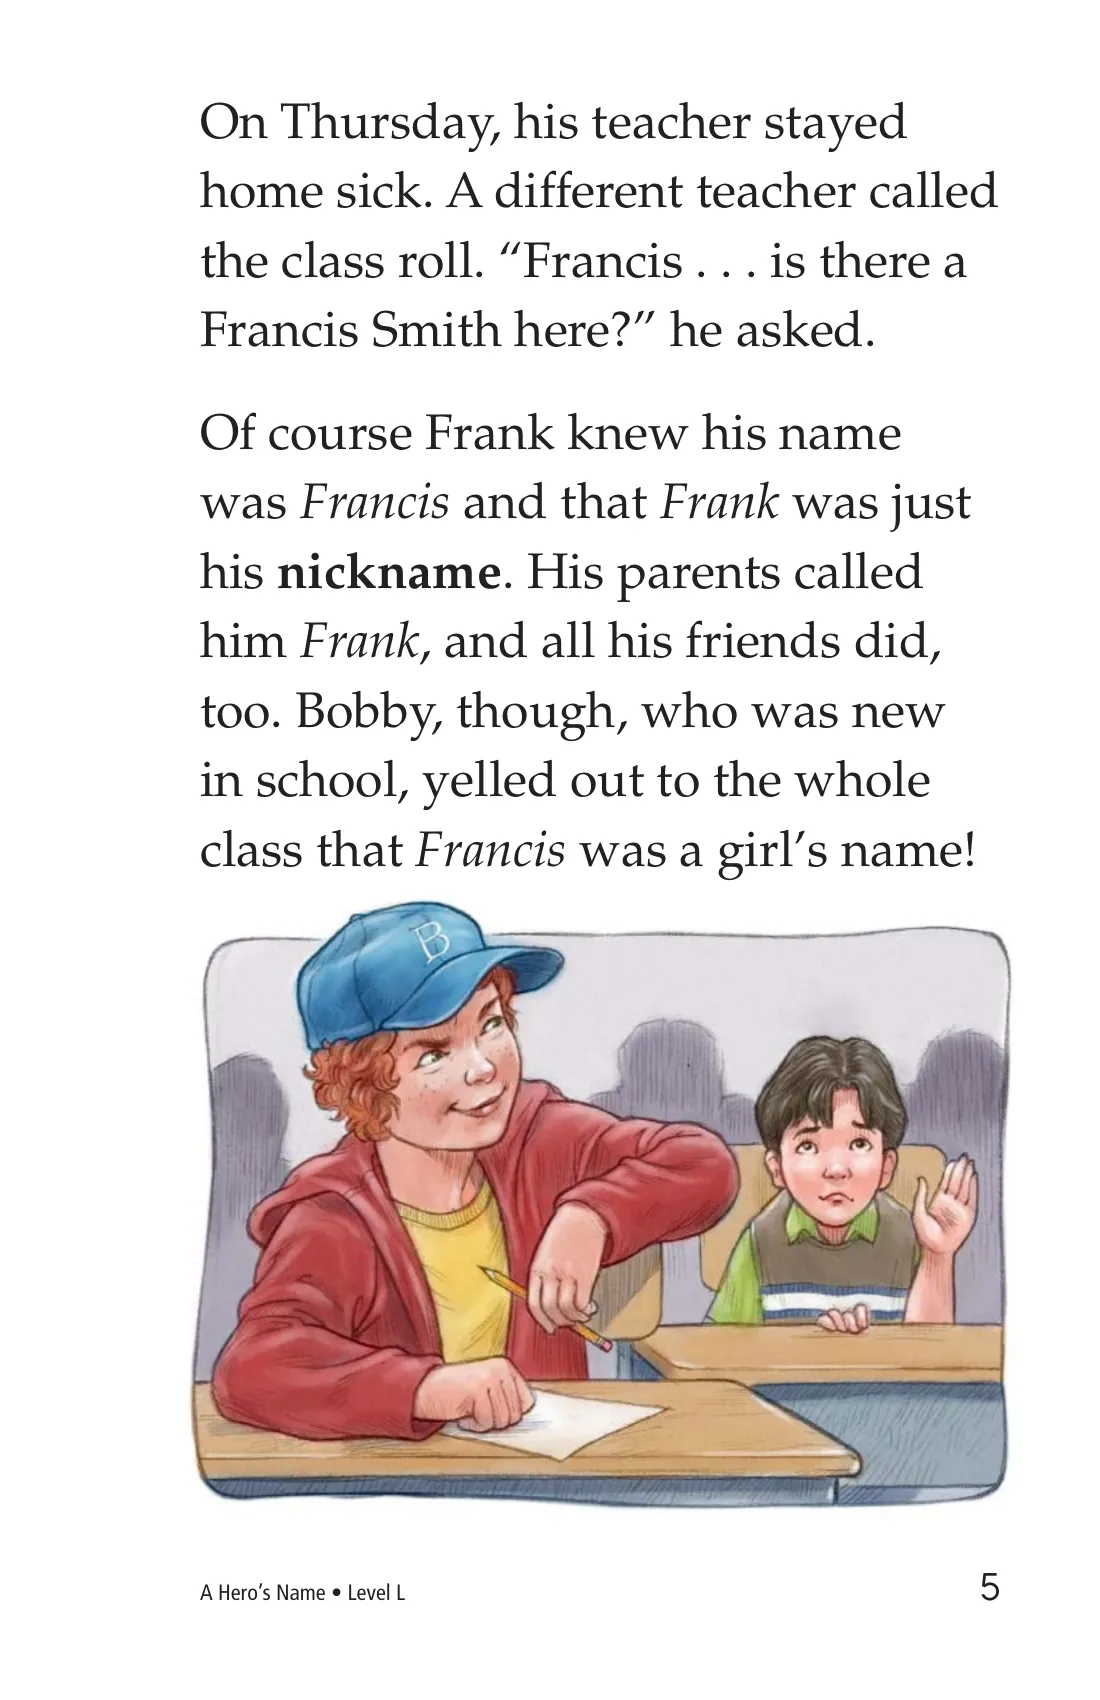 On Thursday, his teacher stayed
home sick. A different teacher called
the class roll. “Francis . . . is there a
Francis Smith here?” he asked.
Of course Frank knew his name
was Francis and that Frank was just
his nickname. His parents called
him Frank, and all his friends did,
too. Bobby, though, who was new
in school, yelled out to the whole
class that Francis was a girl’s name!
B
A Hero’s Name • Level L
5